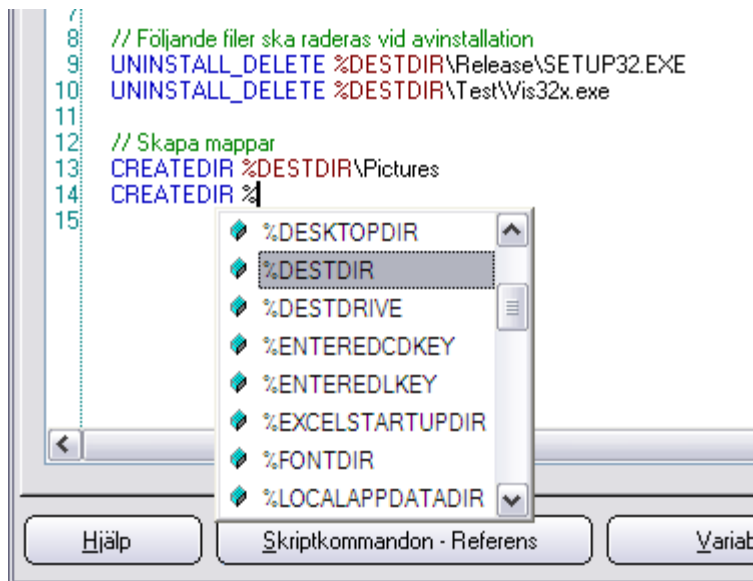 7
8 // Följande filer ska raderas vid avinstallation
9 UNINSTALL_DELETE %DESTDIR\Release\SETUP32.EXE
10 UNINSTALL_DELETE %DESTDIR\Test\Vis32x.exe
11
12 // Skapa mappar
13 CREATEDIR %DESTDIR\Pictures
14 CREATEDIR %
15
%DESKTOPDIR
%DESTDIR
%DESTDRIVE
%ENTEREDCDKEY
%ENTEREDLKEY
%EXCELSTARTUPDIR
%FONTDIR
%LOCALAPPDATADIR
Hjälp Skriptkommandon - Referens Variab